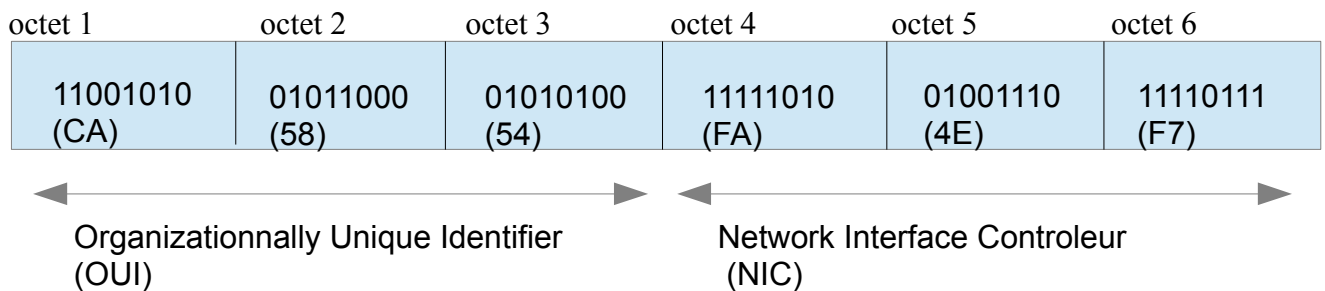 octet 1 octet 2 octet 3 octet 4 octet 5 octet 6
11001010 01011000 01010100 11111010 01001110 11110111
(CA) (58) (54) (FA) (4E) (F7)
Organizationnally Unique Identifier Network Interface Controleur
(OUI) (NIC)